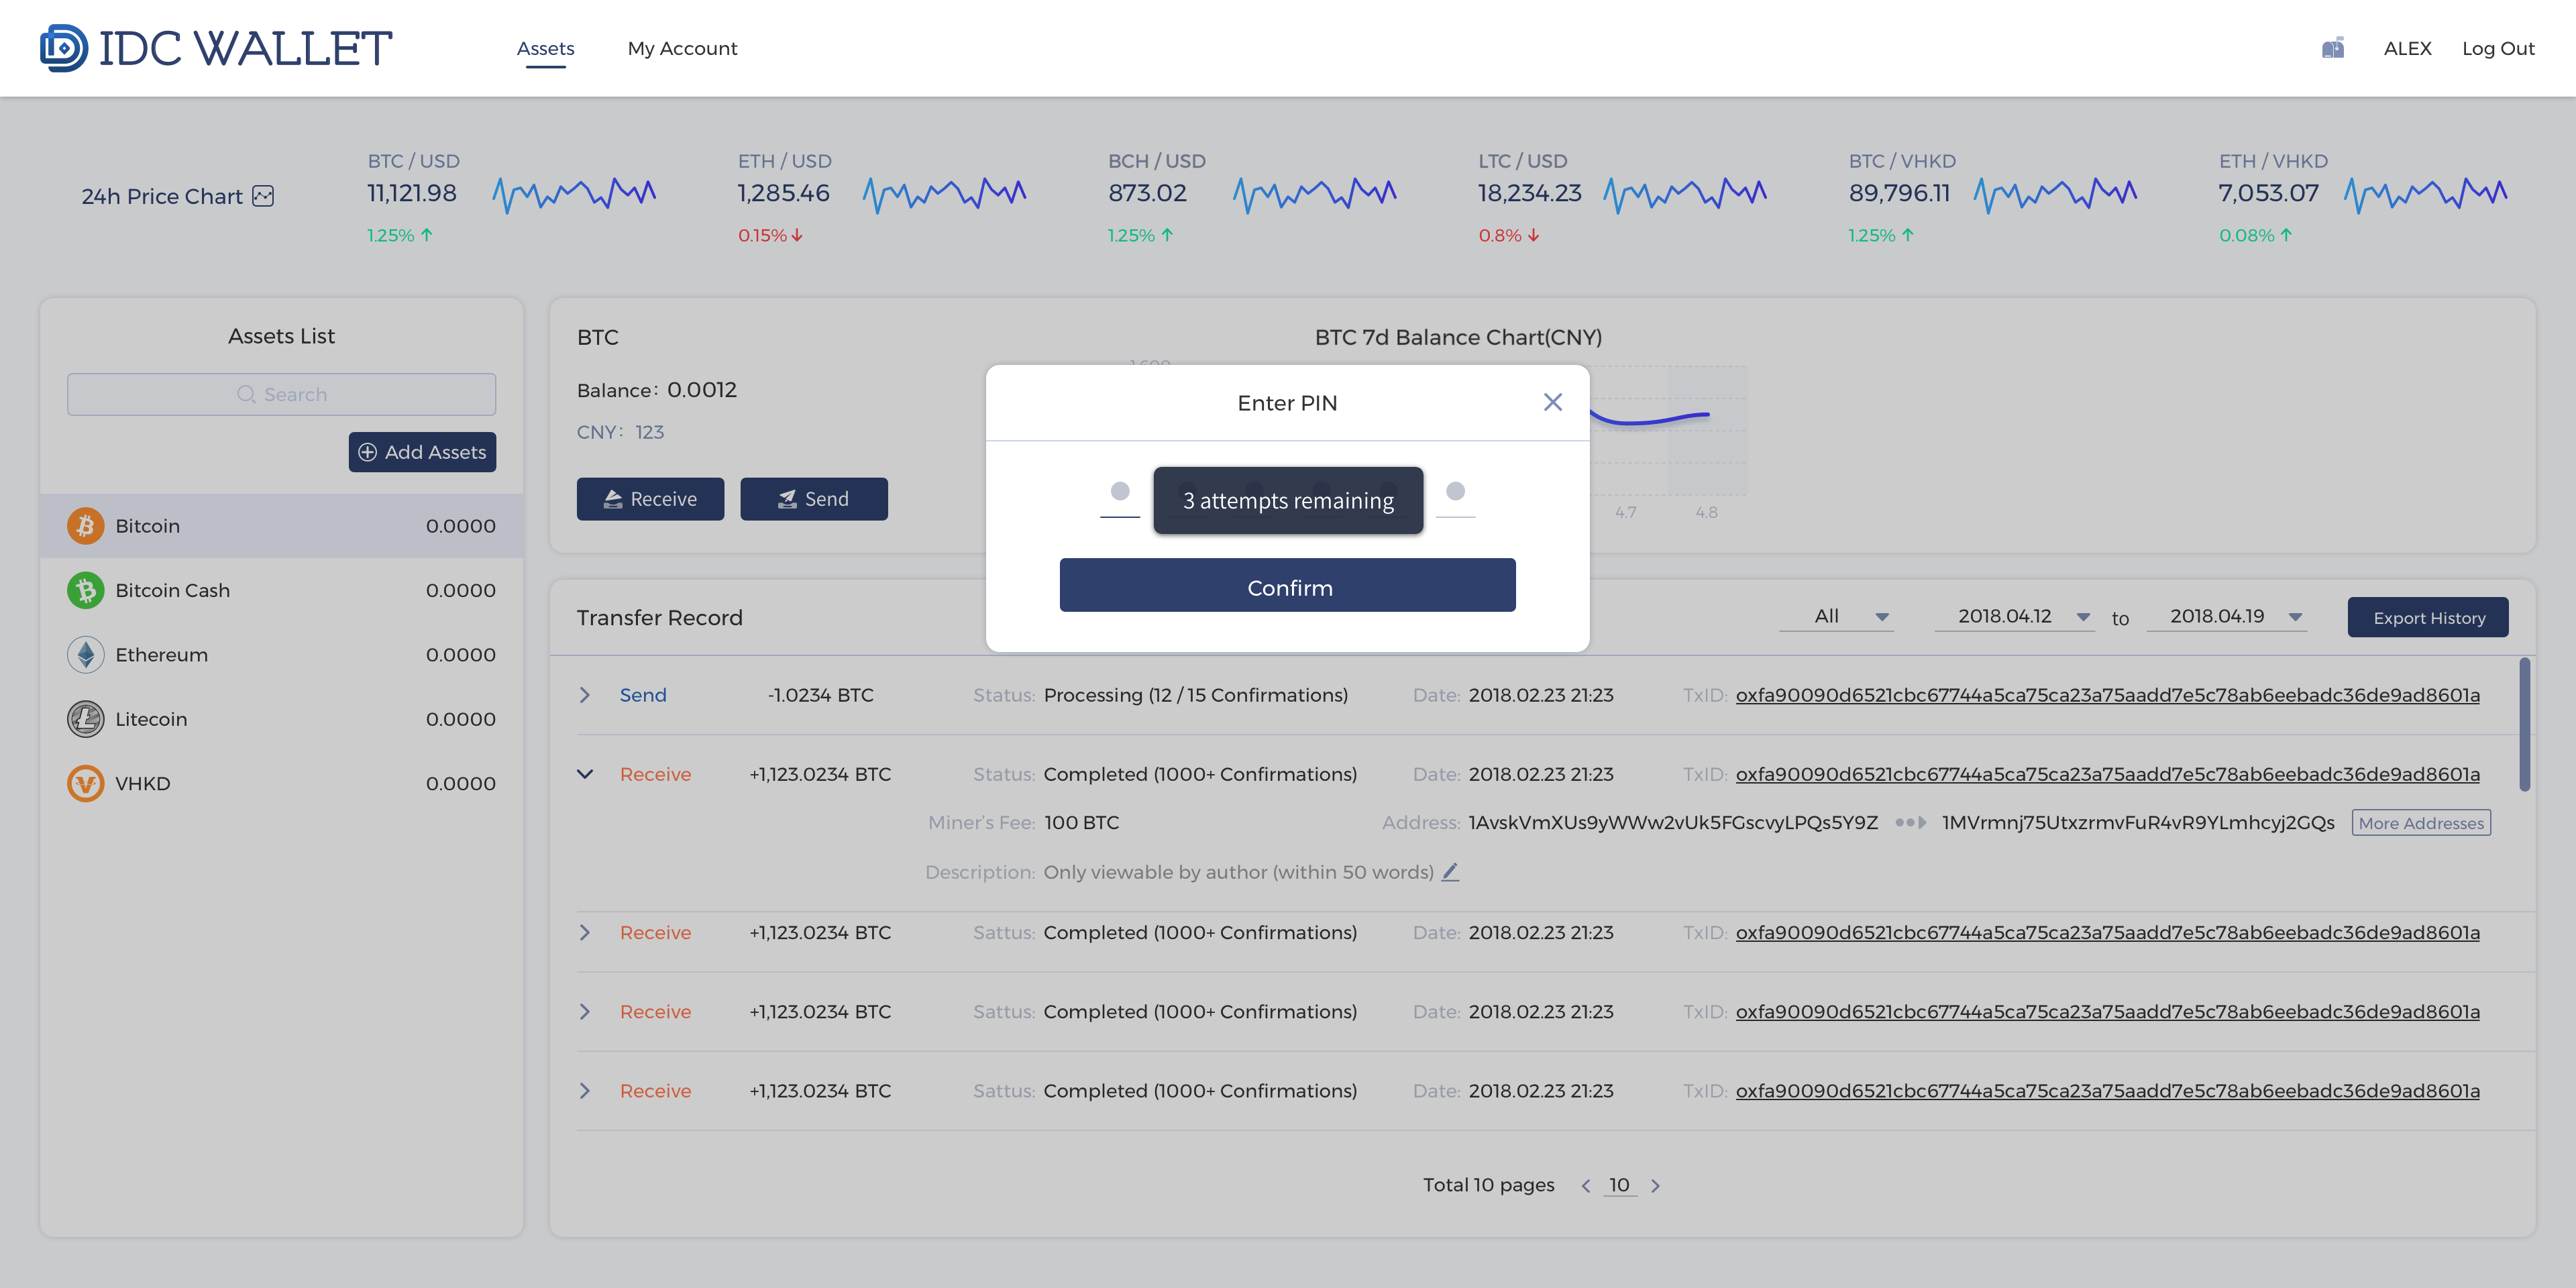 IDC WALLET
Assets
My Account
ALEX
Log Out
24h Price Chart
BTC / USD
11,121.98
1.25%
ETH / USD
1,285.46
0.15%
BCH / USD
873.02
1.25%
LTC / USD
18,234.23
0.8%
BTC / VHKD
89,796.11
1.25%
ETH / VHKD
7,053.07
0.08%
Assets List
Search
Add Assets
Bitcoin 0.0000
Bitcoin Cash 0.0000
Ethereum 0.0000
Litecoin 0.0000
VHKD 0.0000
BTC
Balance: 0.0012
CNY: 123
Receive
Send
BTC 7d Balance Chart(CNY)
4.7
4.8
Enter PIN
3 attempts remaining
Confirm
Transfer Record
All
2018.04.12 to 2018.04.19
Export History
Send -1.0234 BTC Status: Processing (12 / 15 Confirmations) Date: 2018.02.23 21:23 TxID: oxfa90090d6521cbc67744a5ca75ca23a75aadd7e5c78ab6eebadc36de9ad8601a
Receive +1,123.0234 BTC Status: Completed (1000+ Confirmations) Date: 2018.02.23 21:23 TxID: oxfa90090d6521cbc67744a5ca75ca23a75aadd7e5c78ab6eebadc36de9ad8601a
Miner's Fee: 100 BTC Address: 1AvskVmXUs9yWWw2vUk5FGscvyLPQs5Y9Z 1MVrmnj75UtxzrmvFuR4vR9YLmhcyj2GQs More Addresses
Description: Only viewable by author (within 50 words)
Receive +1,123.0234 BTC Sattus: Completed (1000+ Confirmations) Date: 2018.02.23 21:23 TxID: oxfa90090d6521cbc67744a5ca75ca23a75aadd7e5c78ab6eebadc36de9ad8601a
Receive +1,123.0234 BTC Sattus: Completed (1000+ Confirmations) Date: 2018.02.23 21:23 TxID: oxfa90090d6521cbc67744a5ca75ca23a75aadd7e5c78ab6eebadc36de9ad8601a
Receive +1,123.0234 BTC Sattus: Completed (1000+ Confirmations) Date: 2018.02.23 21:23 TxID: oxfa90090d6521cbc67744a5ca75ca23a75aadd7e5c78ab6eebadc36de9ad8601a
Total 10 pages
10